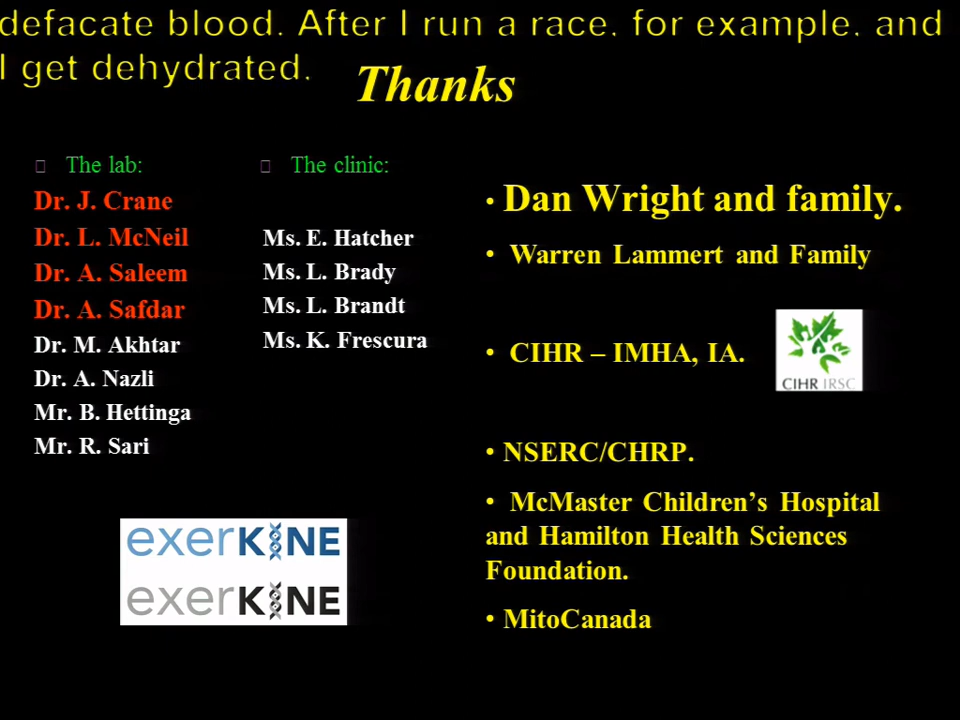 defacate blood. After I run a race, for example, and
I get dehydrated.
Thanks
The lab:
Dr. J. Crane
Dr. L. McNeil
Dr. A. Saleem
Dr. A. Safdar
Dr. M. Akhtar
Dr. A. Nazli
Mr. B. Hettinga
Mr. R. Sari
The clinic:
Ms. E. Hatcher
Ms. L. Brady
Ms. L. Brandt
Ms. K. Frescura
• Dan Wright and family.
• Warren Lammert and Family
• CIHR – IMHA, IA.
CIHR IRSC
• NSERC/CHRP.
• McMaster Children’s Hospital
and Hamilton Health Sciences
Foundation.
• MitoCanada
exerKINE
exerKINE